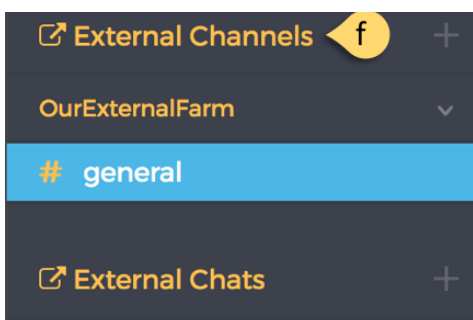 External Channels f
OurExternalFarm
# general
External Chats